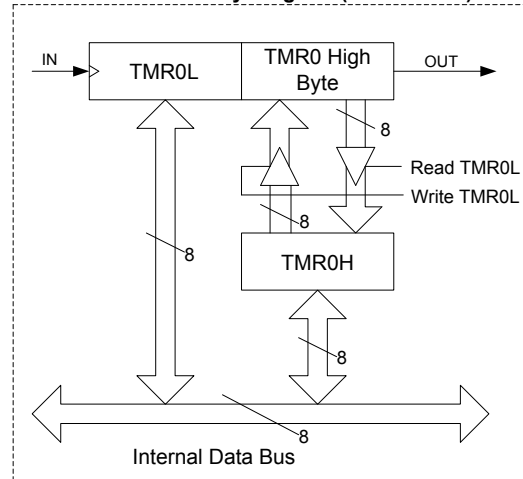 IN
TMR0L
TMR0 High
Byte
OUT
8
Read TMR0L
Write TMR0L
8
8
TMR0H
8
8
Internal Data Bus